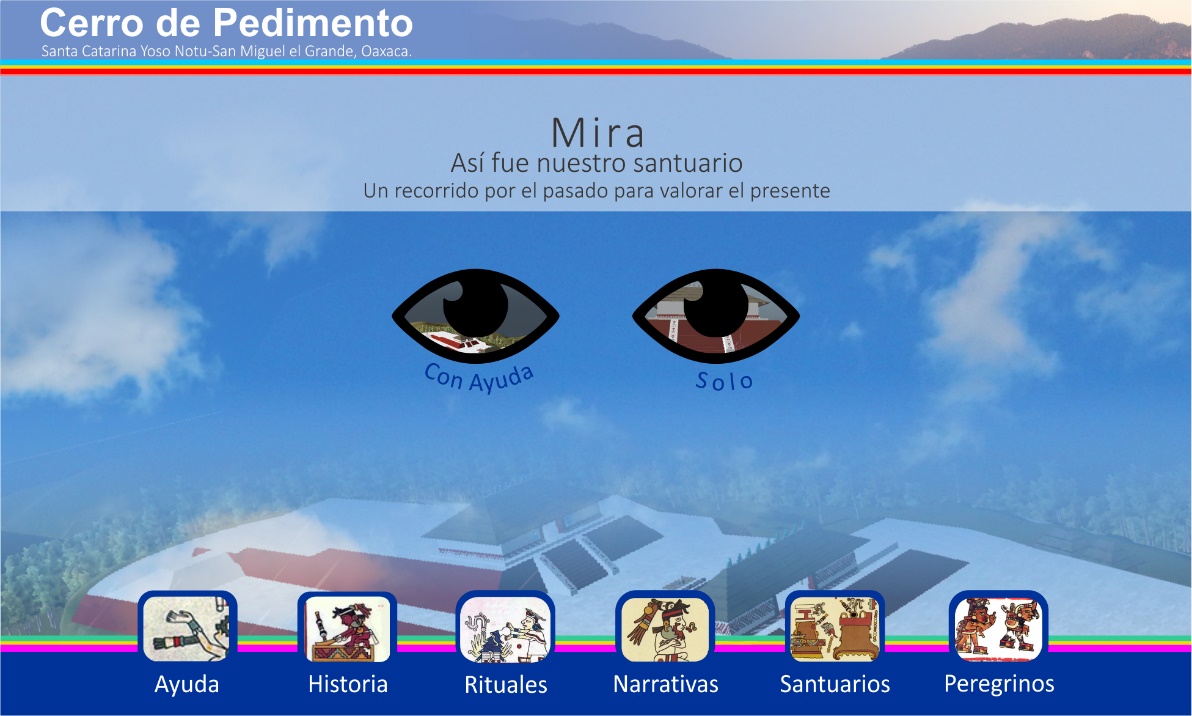 Cerro de Pedimento
Santa Catarina Yoso Notu-San Miguel el Grande, Oaxaca.
Mira
Así fue nuestro santuario
Un recorrido por el pasado para valorar el presente
Con Ayuda
Solo
Ayuda
Historia
Rituales
Narrativas
Santuarios
Peregrinos